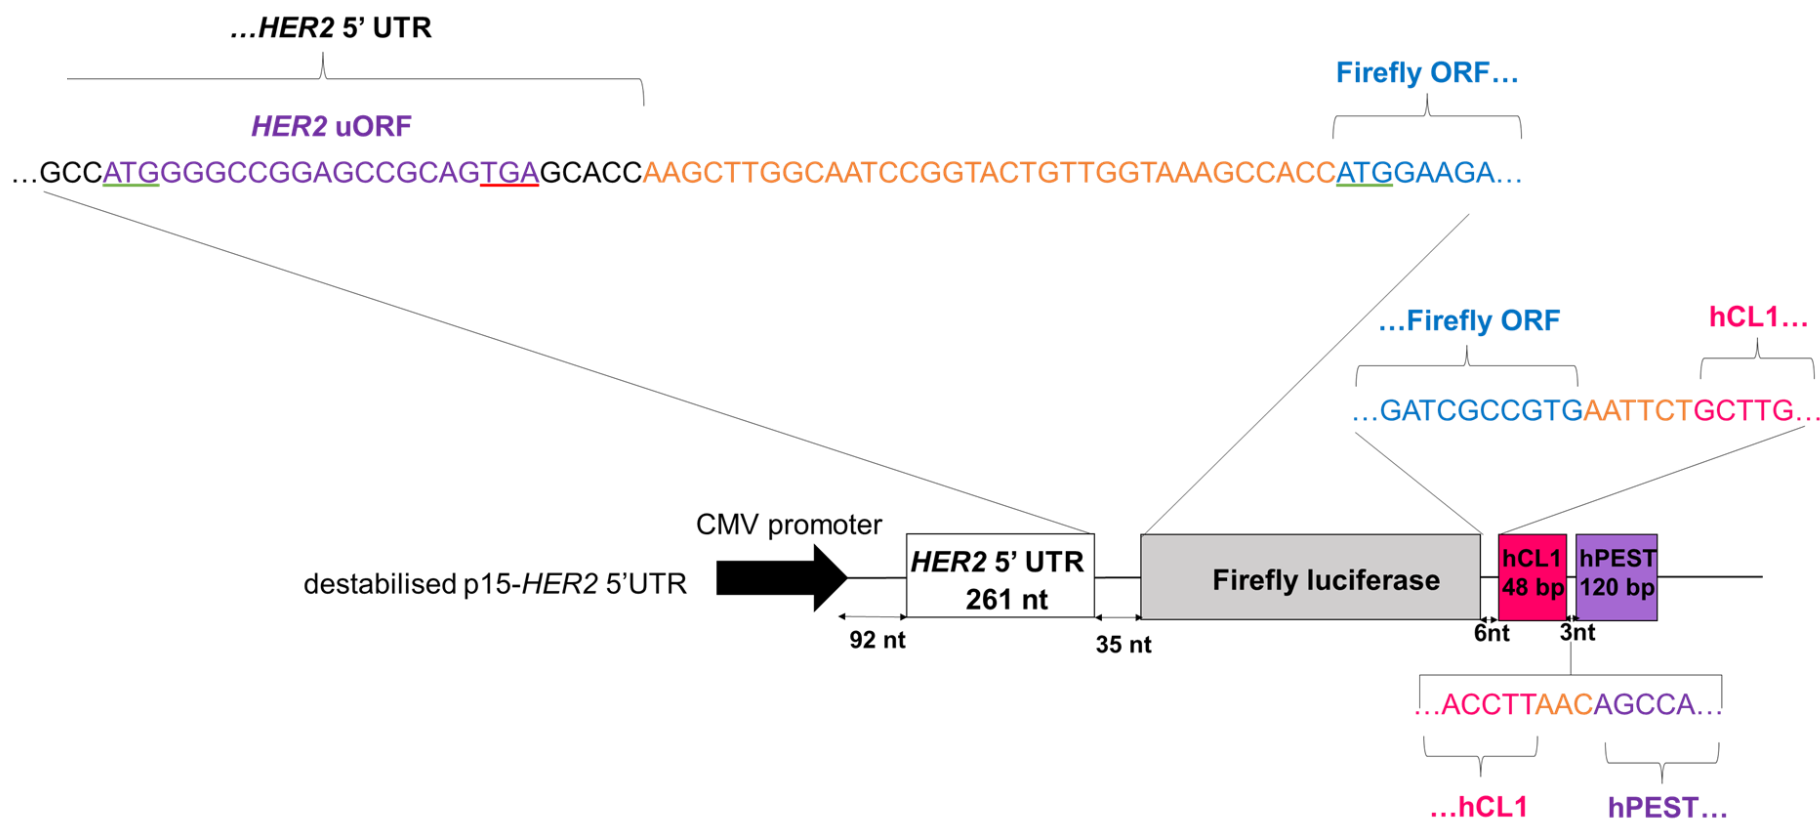 ...HER2 5' UTR
Firefly ORF...
HER2 uORF
...GCCATGGGGGCCGGAGCCGCAGTGAGCACCAAGCTTGGCAATCCGGTACTGTTGGTAAAGCCACCATGGAAGA...
...Firefly ORF
hCL1...
...GATCGCCGTGAATTCTGCTTG...
CMV promoter
destabilised p15-HER2 5'UTR
HER2 5' UTR
261 nt
Firefly luciferase
hCL1
48 bp
hPEST
120 bp
92 nt
35 nt
6nt
3nt
...ACCTTAACAGCCA...
...hCL1
hPEST...